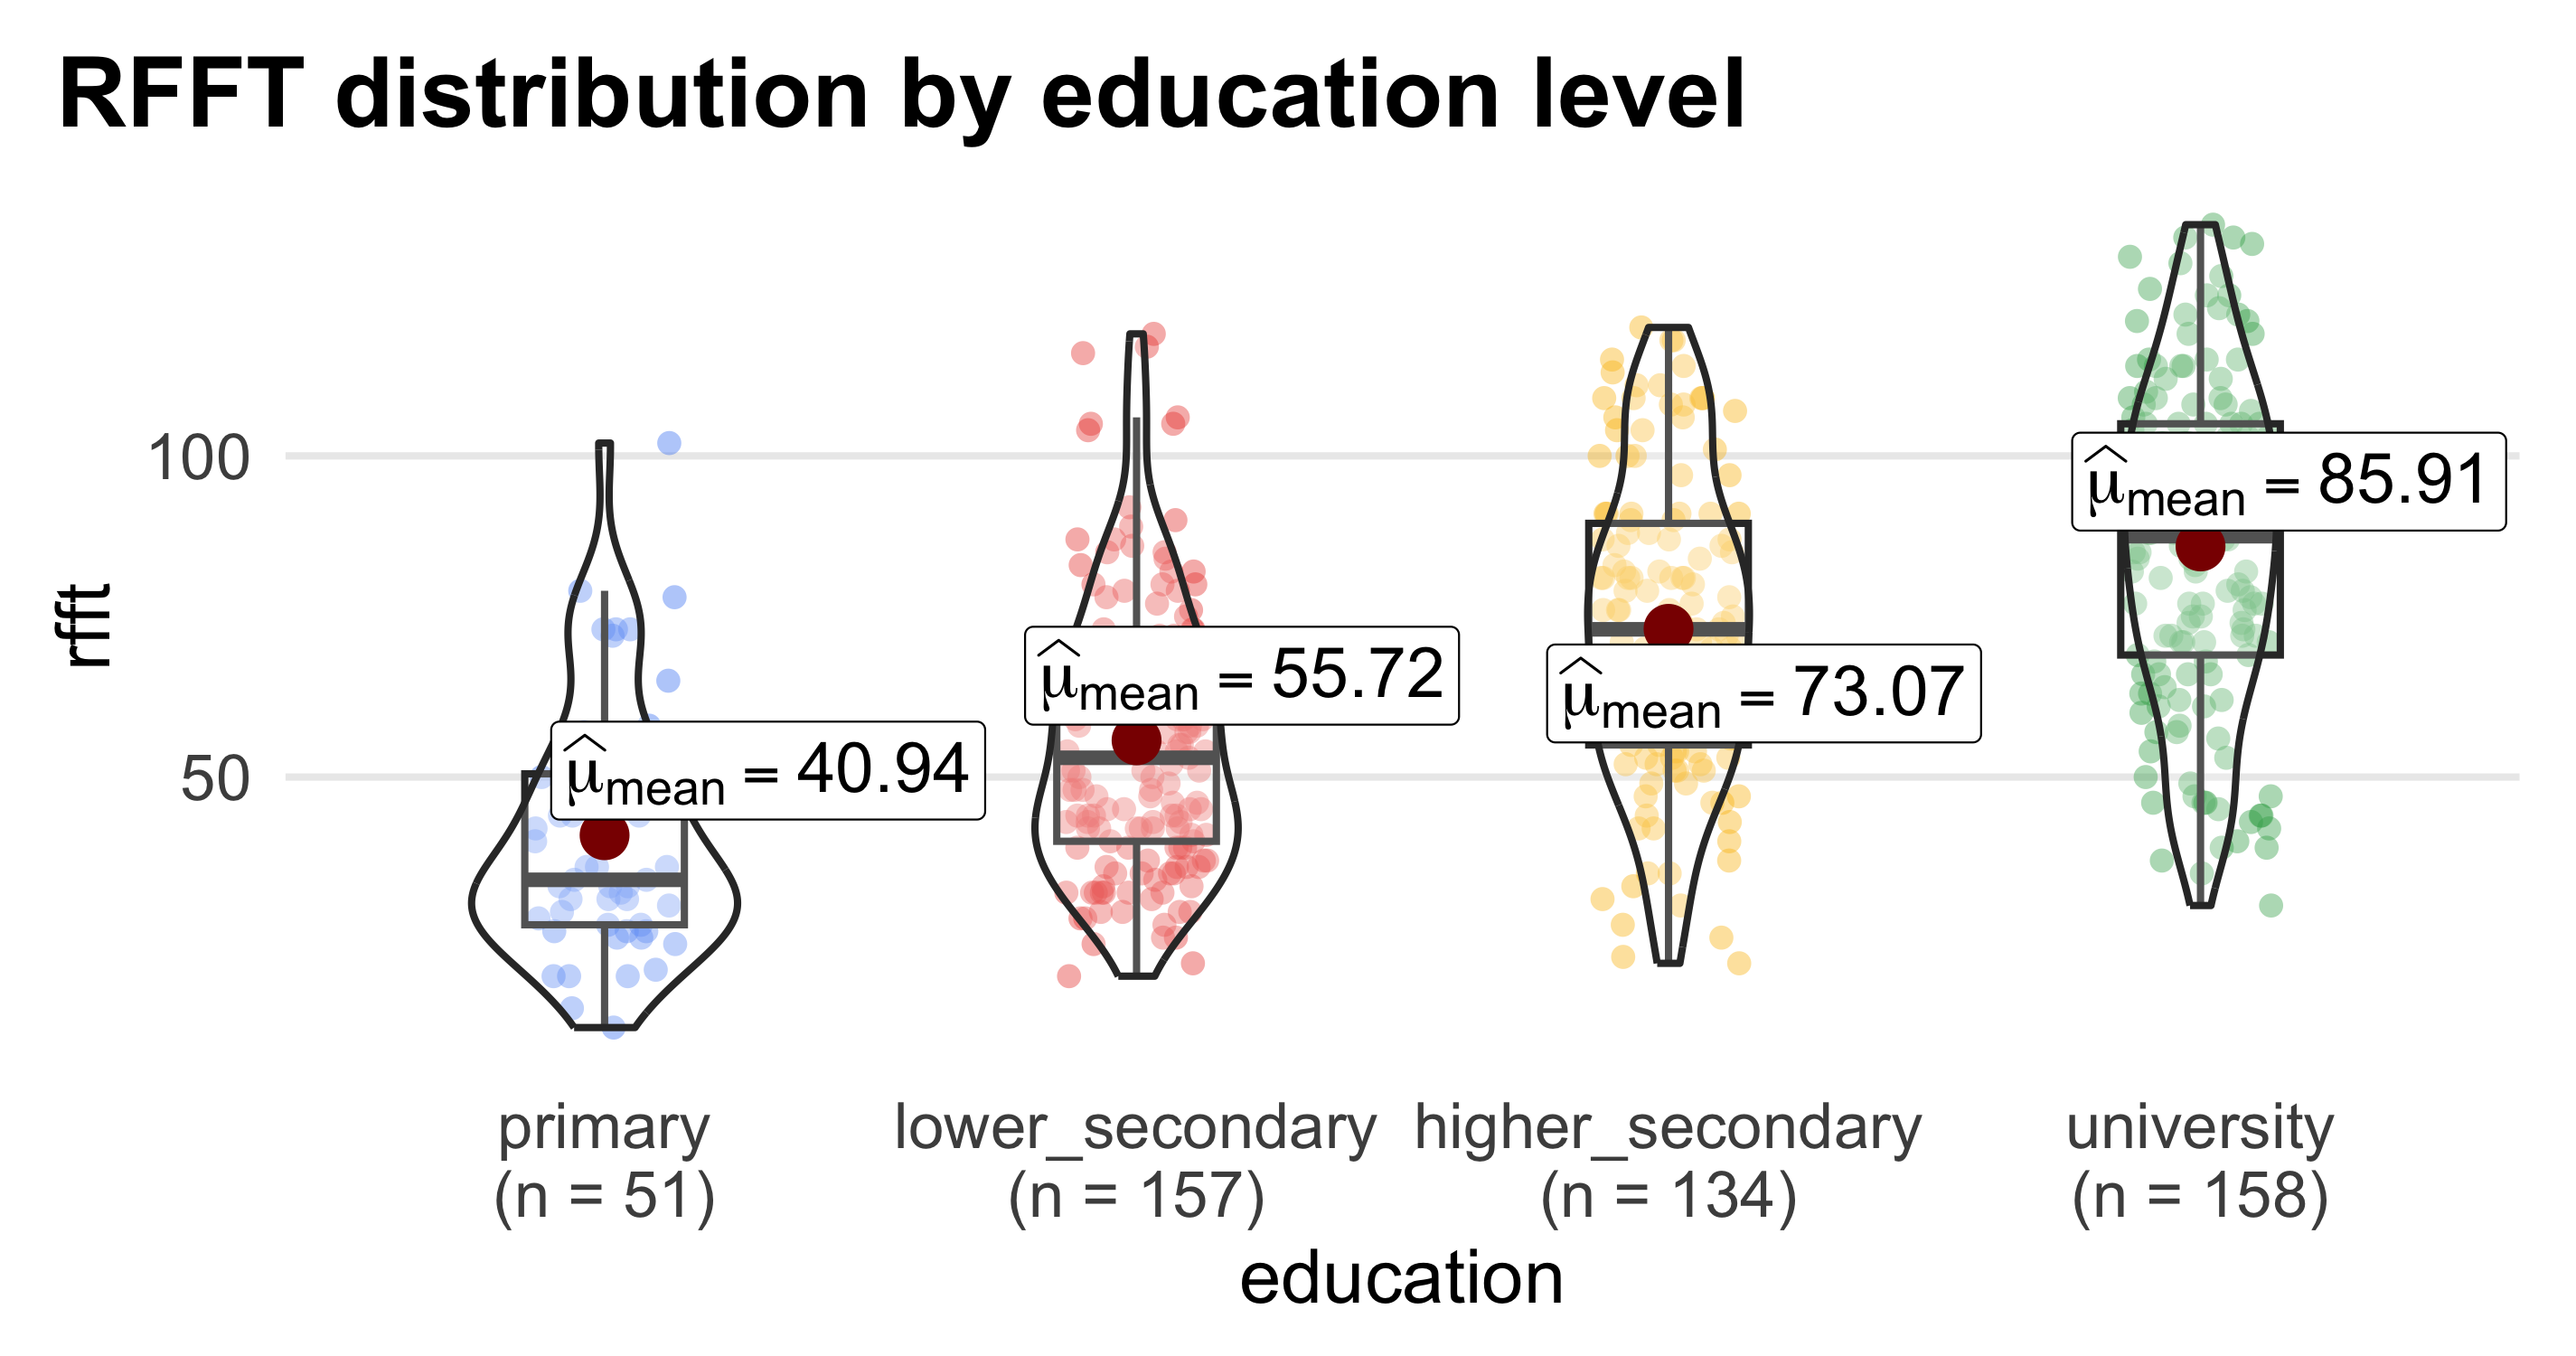 RFFT distribution by education level
rfft
100
50
μ̂mean = 40.94
μ̂mean = 55.72
μ̂mean = 73.07
μ̂mean = 85.91
primary
(n = 51)
lower_secondary
(n = 157)
higher_secondary
(n = 134)
university
(n = 158)
education